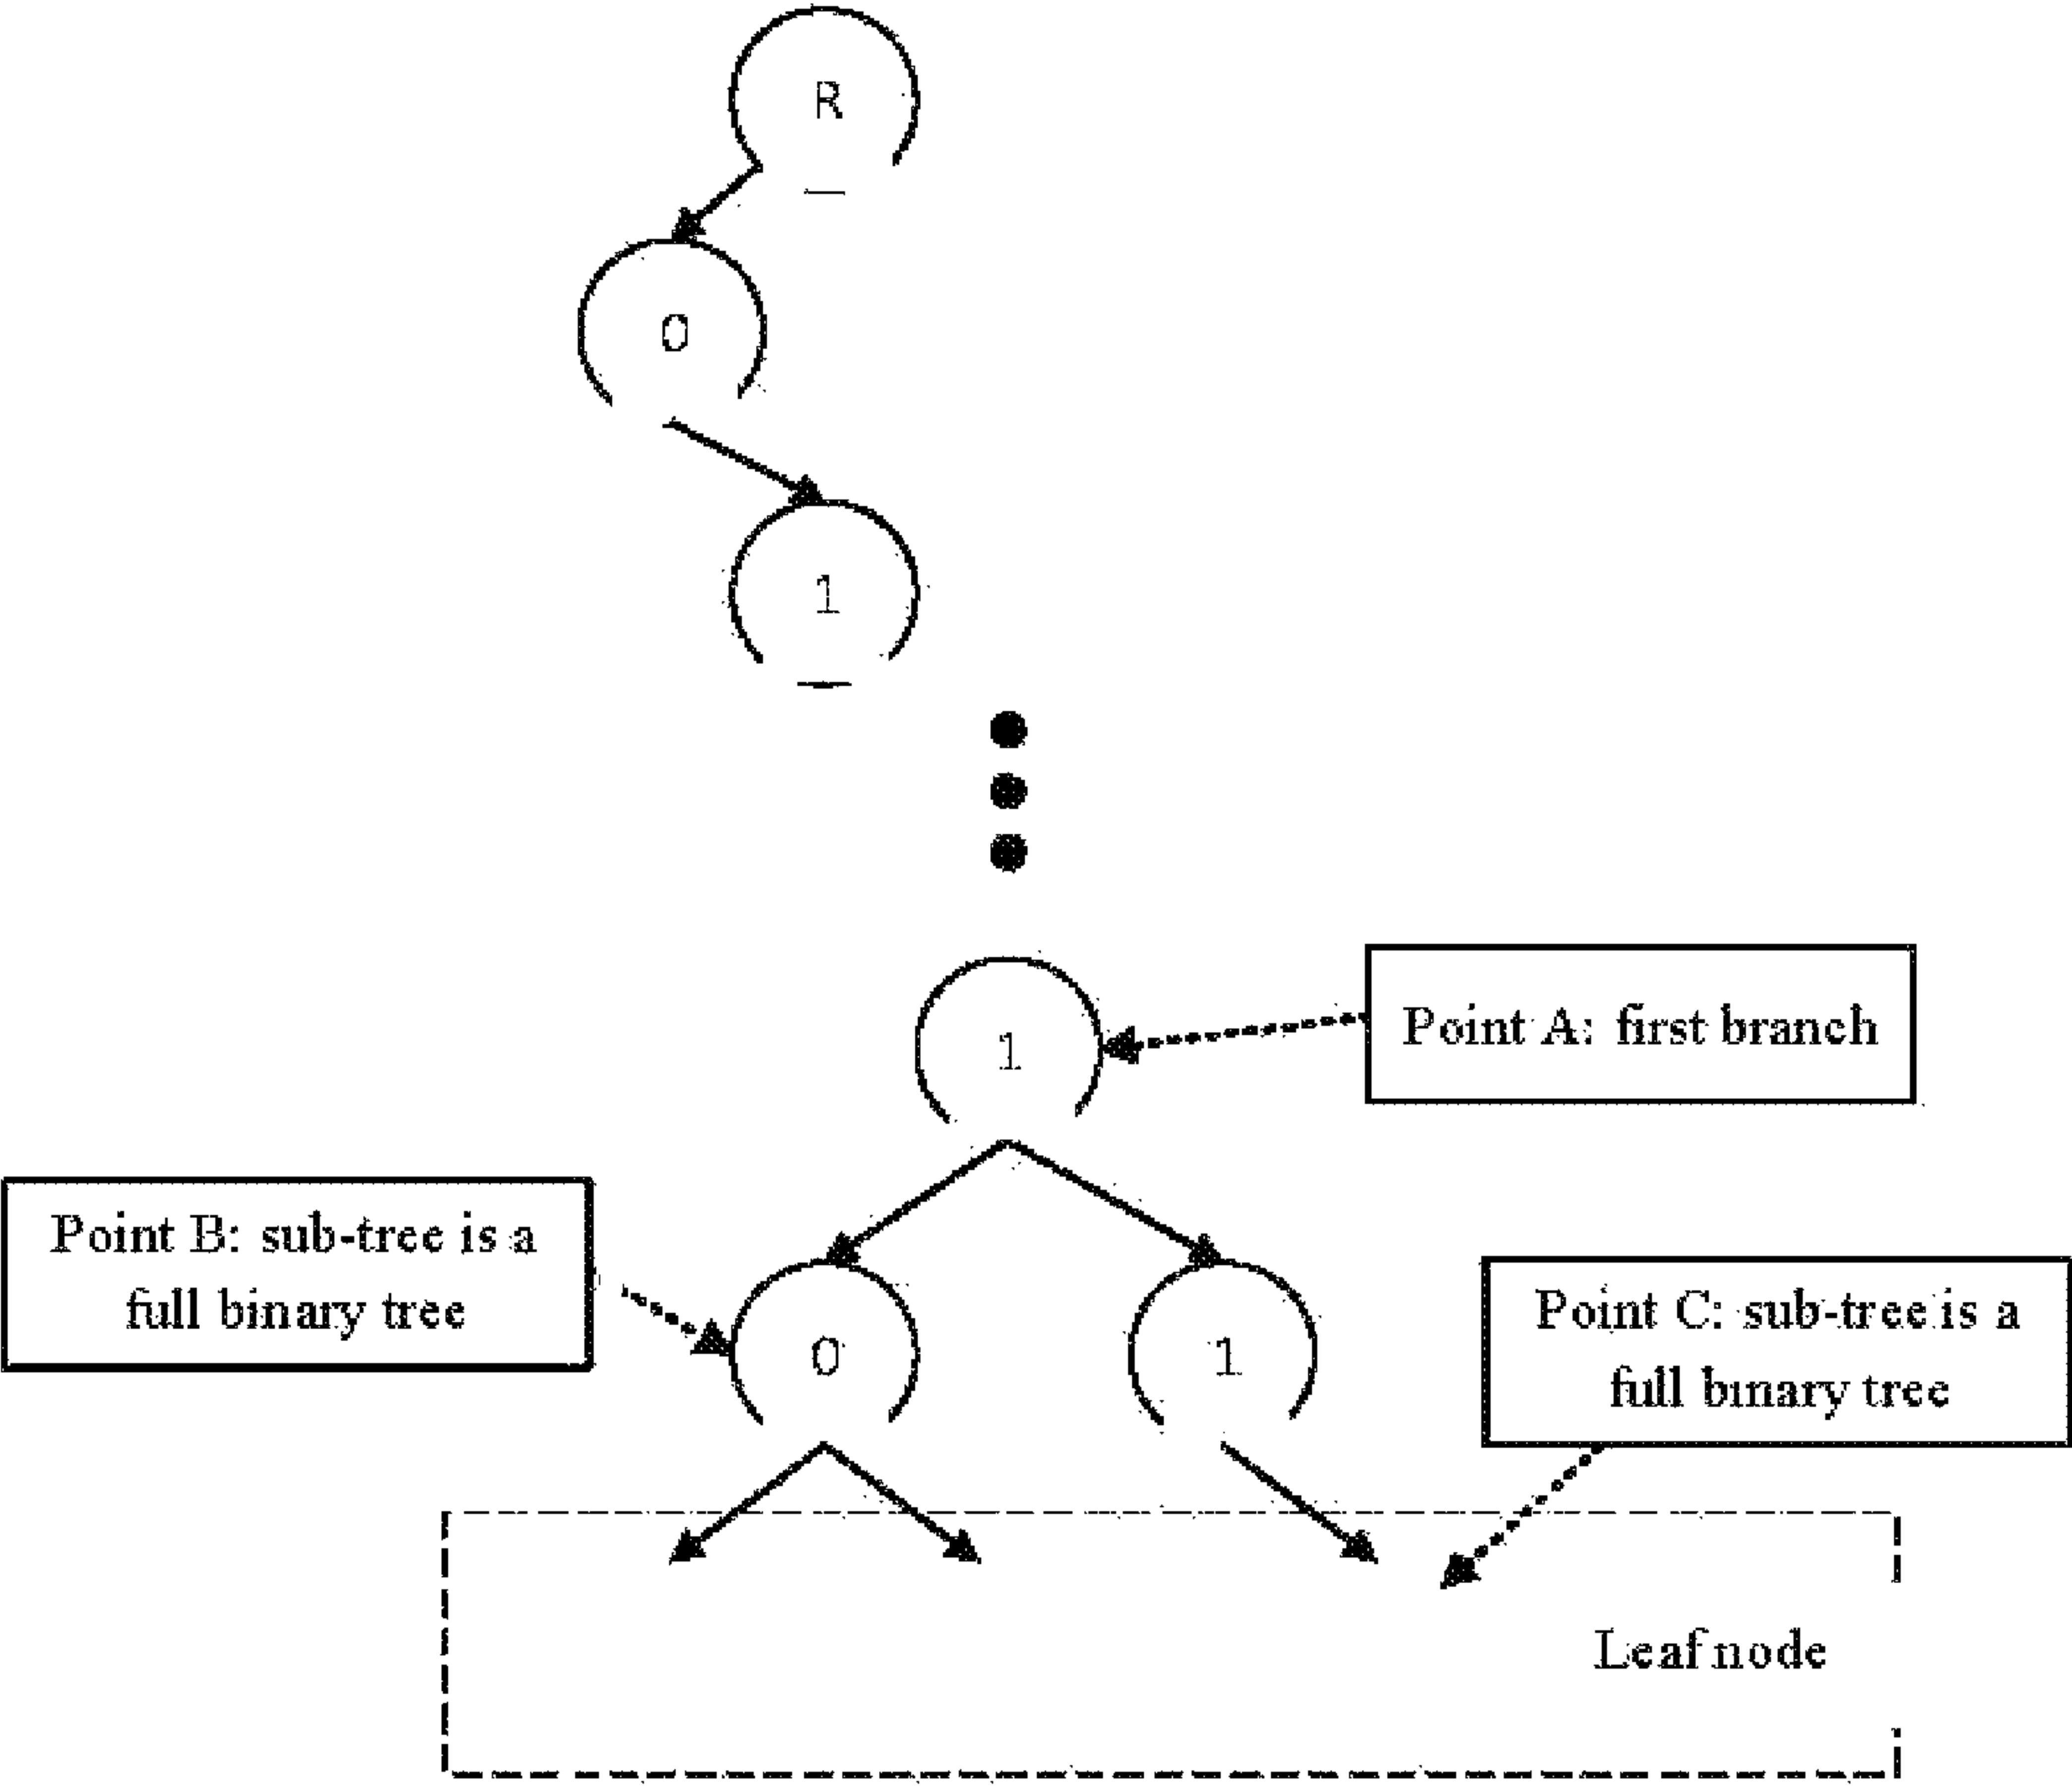 R
0
1
1
Point A: first branch
Point B: sub-tree is a
full binary tree
0
1
Point C: sub-tree is a
full binary tree
Leaf node